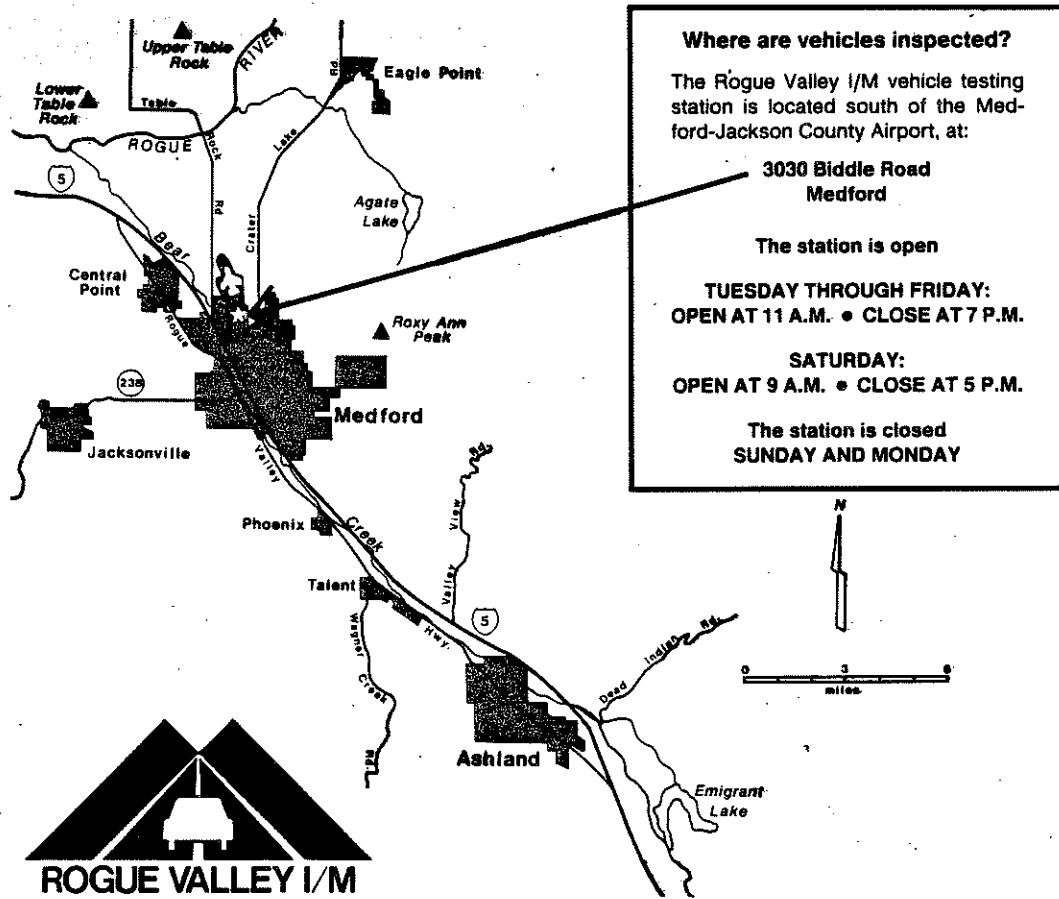 Upper Table
Rock
RIVER
Rd.
Eagle Point
Lower
Table
Rock
Table
Rock
Rd
ROGUE
Lake
Crater
5
Agate
Lake
Bear
Central
Point
Rogue
Roxy Ann
Peak
238
Medford
Jacksonville
Valley
Phoenix
Creek
Valley
View
Rd.
Talent
Wagner
Creek
Rd.
Hwy.
5
Dead
Indian
Rd.
Ashland
Emigrant
Lake
Where are vehicles inspected?
The Rogue Valley I/M vehicle testing
station is located south of the Med-
ford-Jackson County Airport, at:
3030 Biddle Road
Medford
The station is open
TUESDAY THROUGH FRIDAY:
OPEN AT 11 A.M. ● CLOSE AT 7 P.M.
SATURDAY:
OPEN AT 9 A.M. ● CLOSE AT 5 P.M.
The station is closed
SUNDAY AND MONDAY
N
0 3 6
miles
ROGUE VALLEY I/M